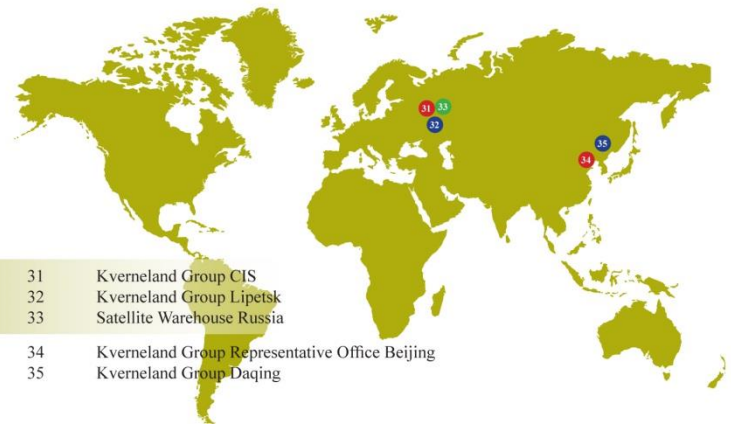 31 33
32
35
34
31 Kverneland Group CIS
32 Kverneland Group Lipetsk
33 Satellite Warehouse Russia
34 Kverneland Group Representative Office Beijing
35 Kverneland Group Daqing